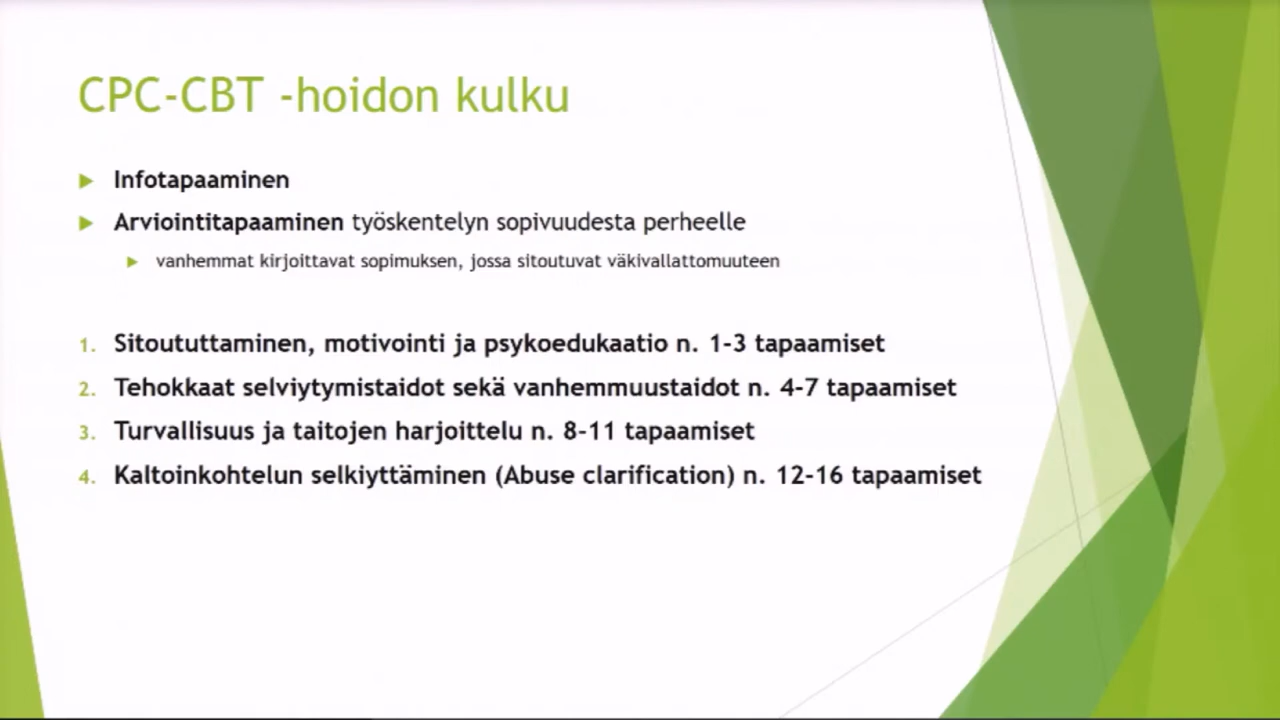 CPC-CBT -hoidon kulku
Infotapaaminen
Arviointitapaaminen työskentelyn sopivuudesta perheelle
vanhemmat kirjoittavat sopimuksen, jossa sitoutuvat väkivallattomuuteen
1. Sitoututtaminen, motivointi ja psykoedukaatio n. 1-3 tapaamiset
2. Tehokkaat selviytymistaidot sekä vanhemmuustaidot n. 4-7 tapaamiset
3. Turvallisuus ja taitojen harjoittelu n. 8-11 tapaamiset
4. Kaltoinkohtelun selkiyttäminen (Abuse clarification) n. 12-16 tapaamiset